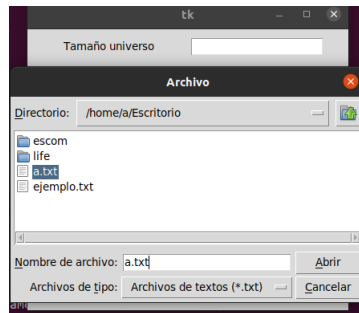 tk
Tamaño universo
Archivo
Directorio: /home/a/Escritorio
escom
life
a.txt
ejemplo.txt
Nombre de archivo: a.txt Abrir
Archivos de tipo: Archivos de textos (*.txt) Cancelar